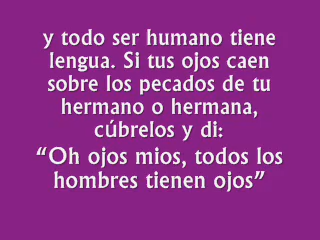 y todo ser humano tiene
lengua. Si tus ojos caen
sobre los pecados de tu
hermano o hermana,
cúbrelos y di:
“Oh ojos mios, todos los
hombres tienen ojos”